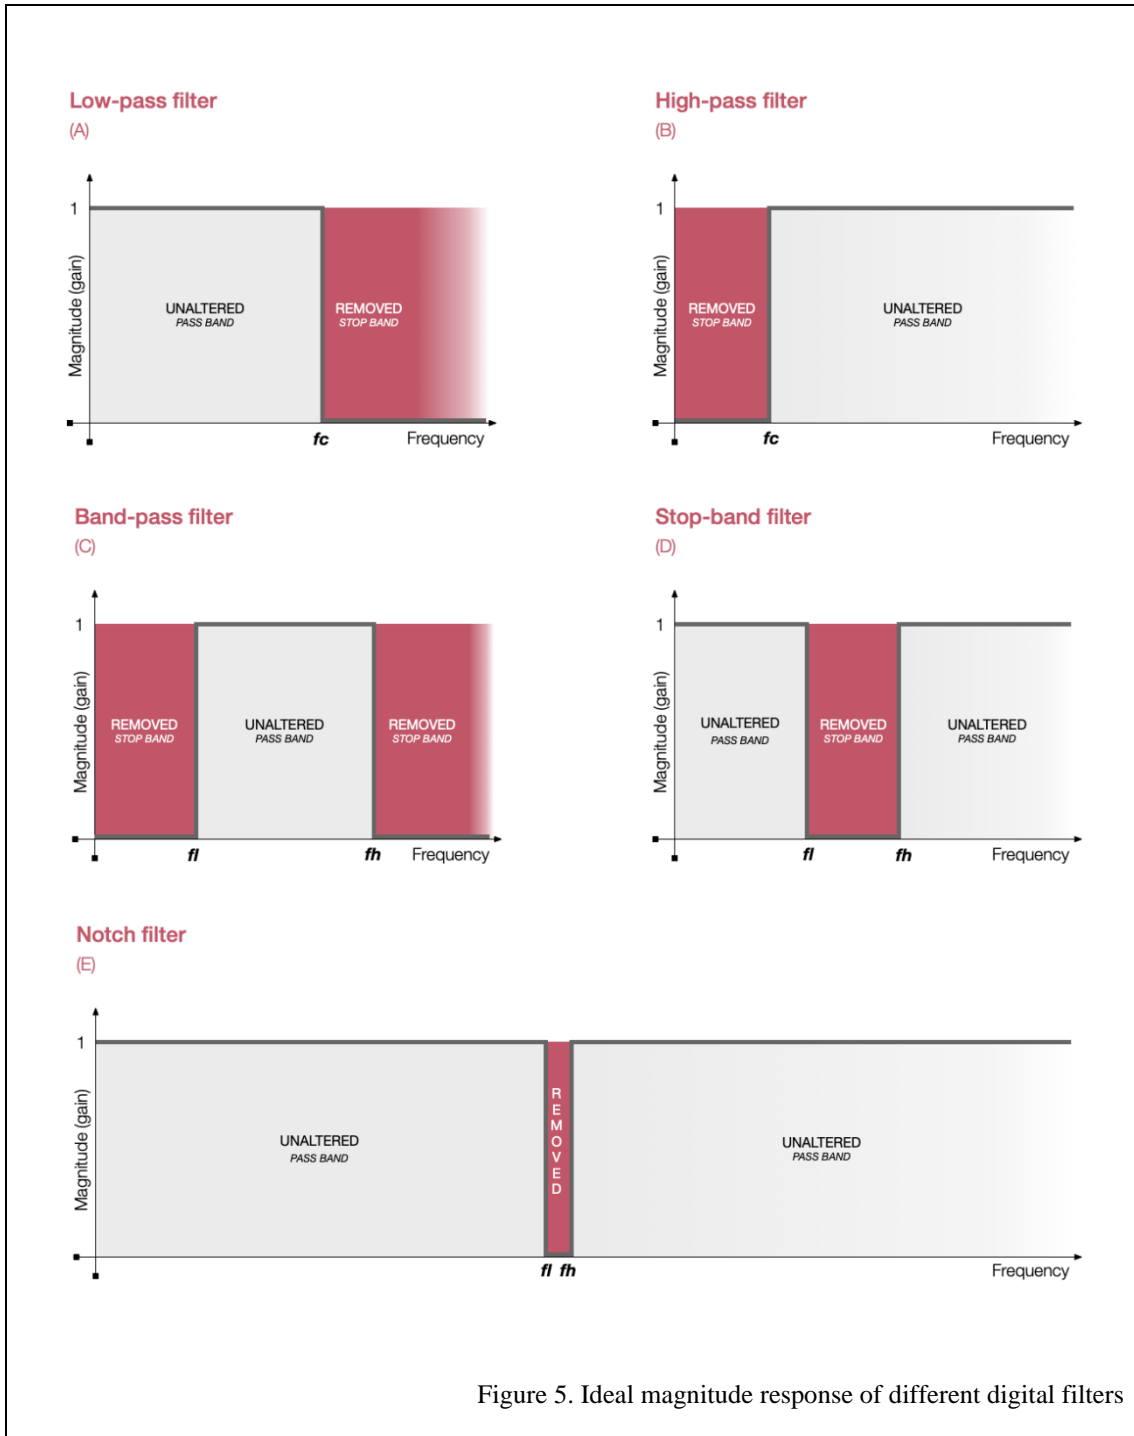 Low-pass filter
(A)
1
Magnitude (gain)
UNALTERED
PASS BAND
REMOVED
STOP BAND
fc
Frequency
High-pass filter
(B)
1
Magnitude (gain)
REMOVED
STOP BAND
UNALTERED
PASS BAND
fc
Frequency
Band-pass filter
(C)
1
Magnitude (gain)
REMOVED
STOP BAND
UNALTERED
PASS BAND
REMOVED
STOP BAND
fl
fh
Frequency
Stop-band filter
(D)
1
Magnitude (gain)
UNALTERED
PASS BAND
REMOVED
STOP BAND
UNALTERED
PASS BAND
fl
fh
Frequency
Notch filter
(E)
1
Magnitude (gain)
UNALTERED
PASS BAND
REMOVED
UNALTERED
PASS BAND
fl fh
Frequency
Figure 5. Ideal magnitude response of different digital filters